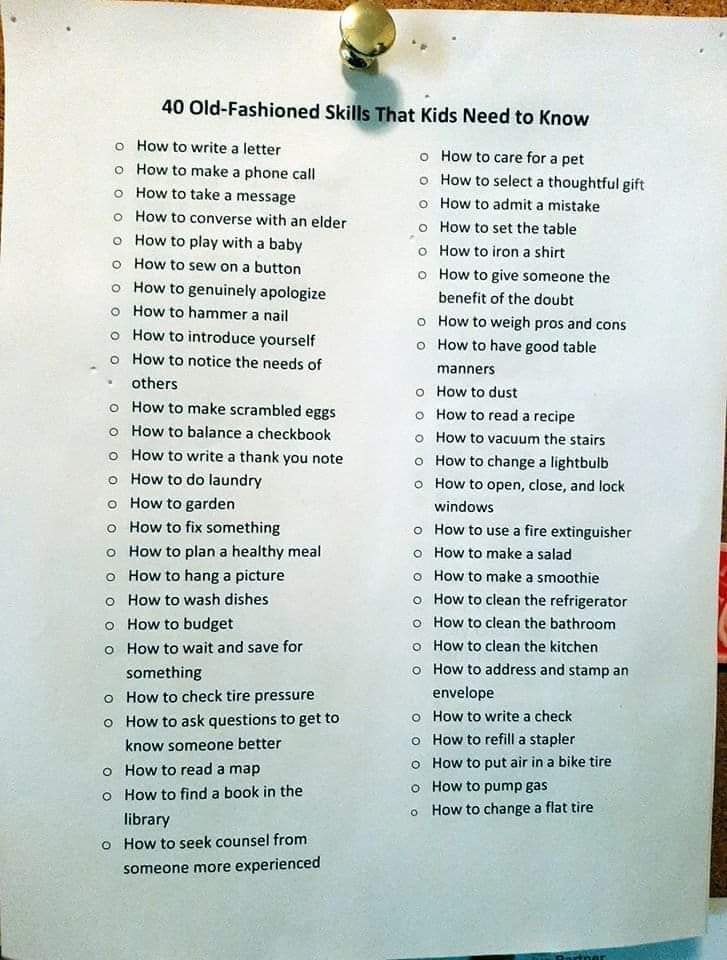 40 Old-Fashioned Skills That Kids Need to Know
o How to write a letter
o How to make a phone call
o How to take a message
o How to converse with an elder
o How to play with a baby
o How to sew on a button
o How to genuinely apologize
o How to hammer a nail
o How to introduce yourself
o How to notice the needs of
others
o How to make scrambled eggs
o How to balance a checkbook
o How to write a thank you note
o How to do laundry
o How to garden
o How to fix something
o How to plan a healthy meal
o How to hang a picture
o How to wash dishes
o How to budget
o How to wait and save for
something
o How to check tire pressure
o How to ask questions to get to
know someone better
o How to read a map
o How to find a book in the
library
o How to seek counsel from
someone more experienced
o How to care for a pet
o How to select a thoughtful gift
o How to admit a mistake
o How to set the table
o How to iron a shirt
o How to give someone the
benefit of the doubt
o How to weigh pros and cons
o How to have good table
manners
o How to dust
o How to read a recipe
o How to vacuum the stairs
o How to change a lightbulb
o How to open, close, and lock
windows
o How to use a fire extinguisher
o How to make a salad
o How to make a smoothie
o How to clean the refrigerator
o How to clean the bathroom
o How to clean the kitchen
o How to address and stamp an
envelope
o How to write a check
o How to refill a stapler
o How to put air in a bike tire
o How to pump gas
o How to change a flat tire
Partner